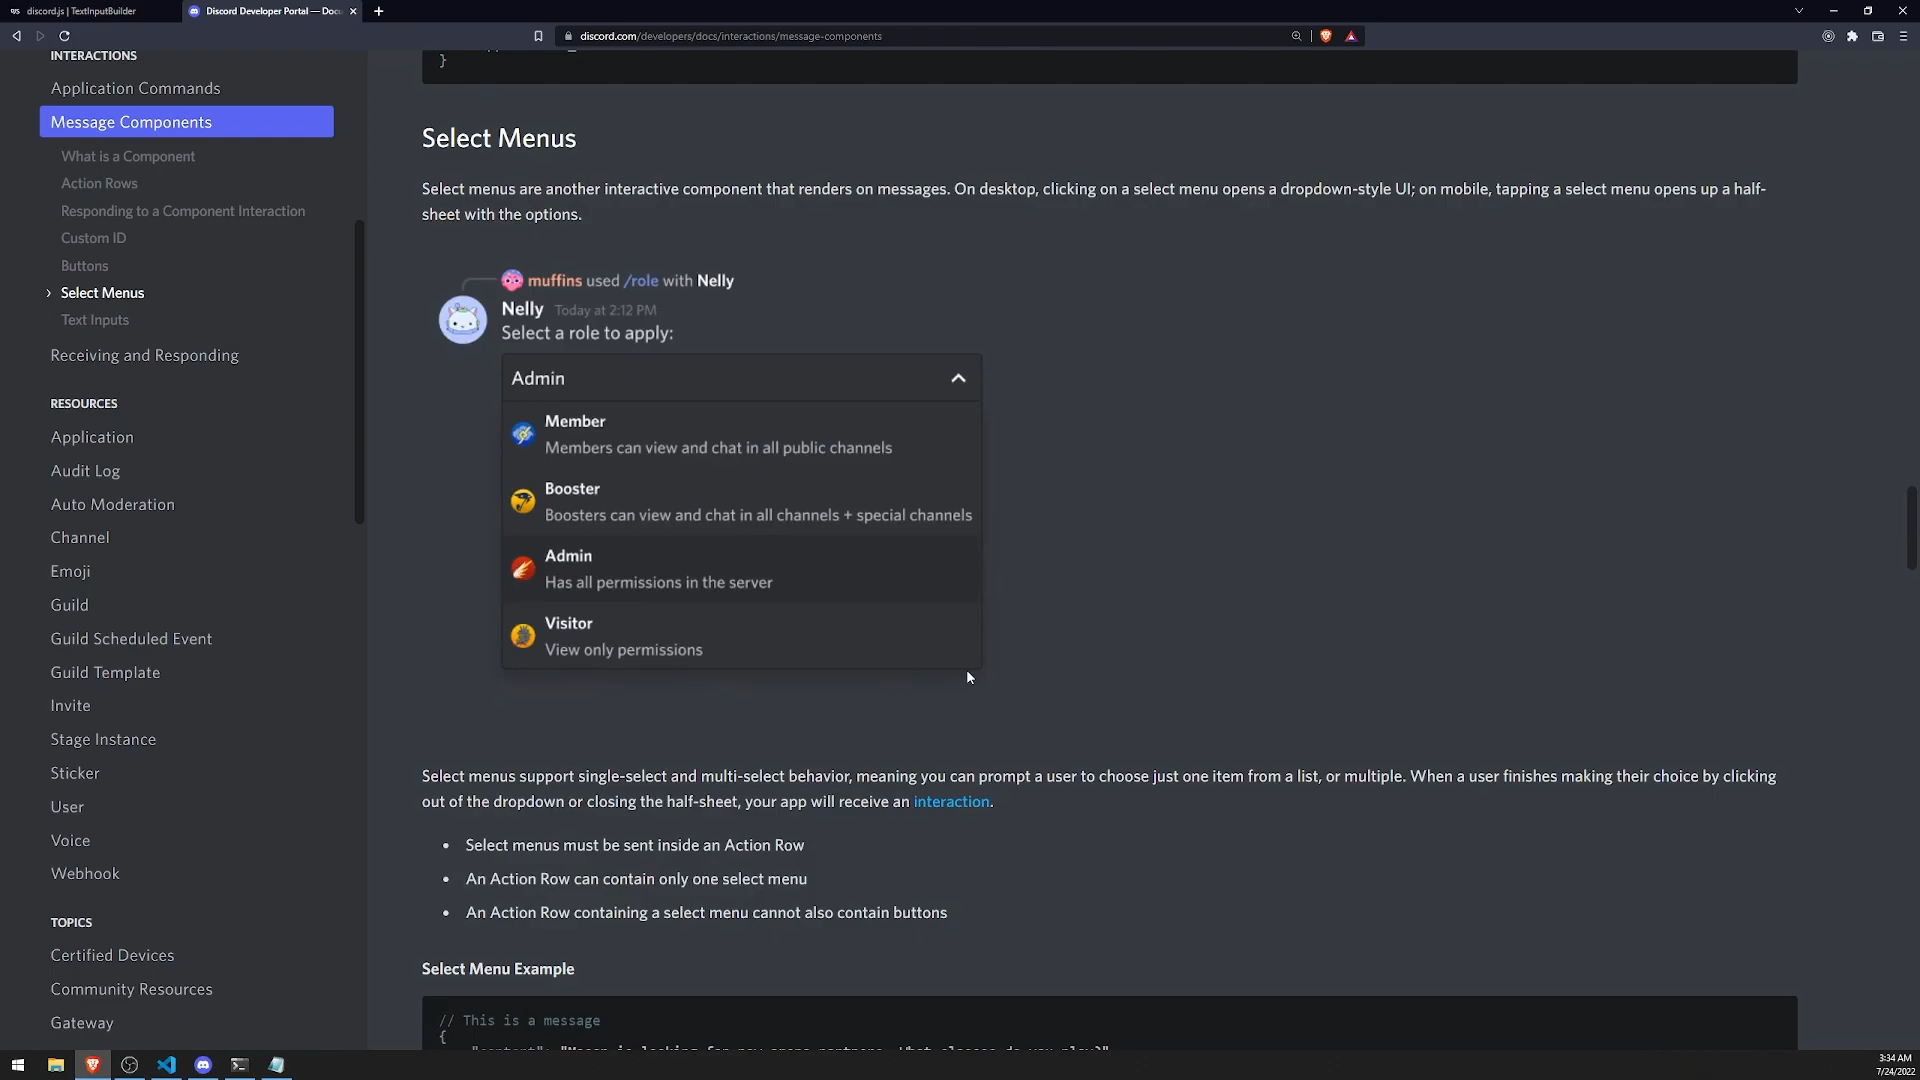 discord.js | TextInputBuilder
Discord Developer Portal — Docu
discord.com/developers/docs/interactions/message-components
INTERACTIONS
Application Commands
Message Components
What is a Component
Action Rows
Responding to a Component Interaction
Custom ID
Buttons
Select Menus
Text Inputs
Receiving and Responding
RESOURCES
Application
Audit Log
Auto Moderation
Channel
Emoji
Guild
Guild Scheduled Event
Guild Template
Invite
Stage Instance
Sticker
User
Voice
Webhook
TOPICS
Certified Devices
Community Resources
Gateway
}
Select Menus
Select menus are another interactive component that renders on messages. On desktop, clicking on a select menu opens a dropdown-style UI; on mobile, tapping a select menu opens up a half-
sheet with the options.
muffins used /role with Nelly
Nelly Today at 2:12 PM
Select a role to apply:
Admin
Member
Members can view and chat in all public channels
Booster
Boosters can view and chat in all channels + special channels
Admin
Has all permissions in the server
Visitor
View only permissions
Select menus support single-select and multi-select behavior, meaning you can prompt a user to choose just one item from a list, or multiple. When a user finishes making their choice by clicking
out of the dropdown or closing the half-sheet, your app will receive an interaction.
• Select menus must be sent inside an Action Row
• An Action Row can contain only one select menu
• An Action Row containing a select menu cannot also contain buttons
Select Menu Example
// This is a message
{
3:34 AM
7/24/2022